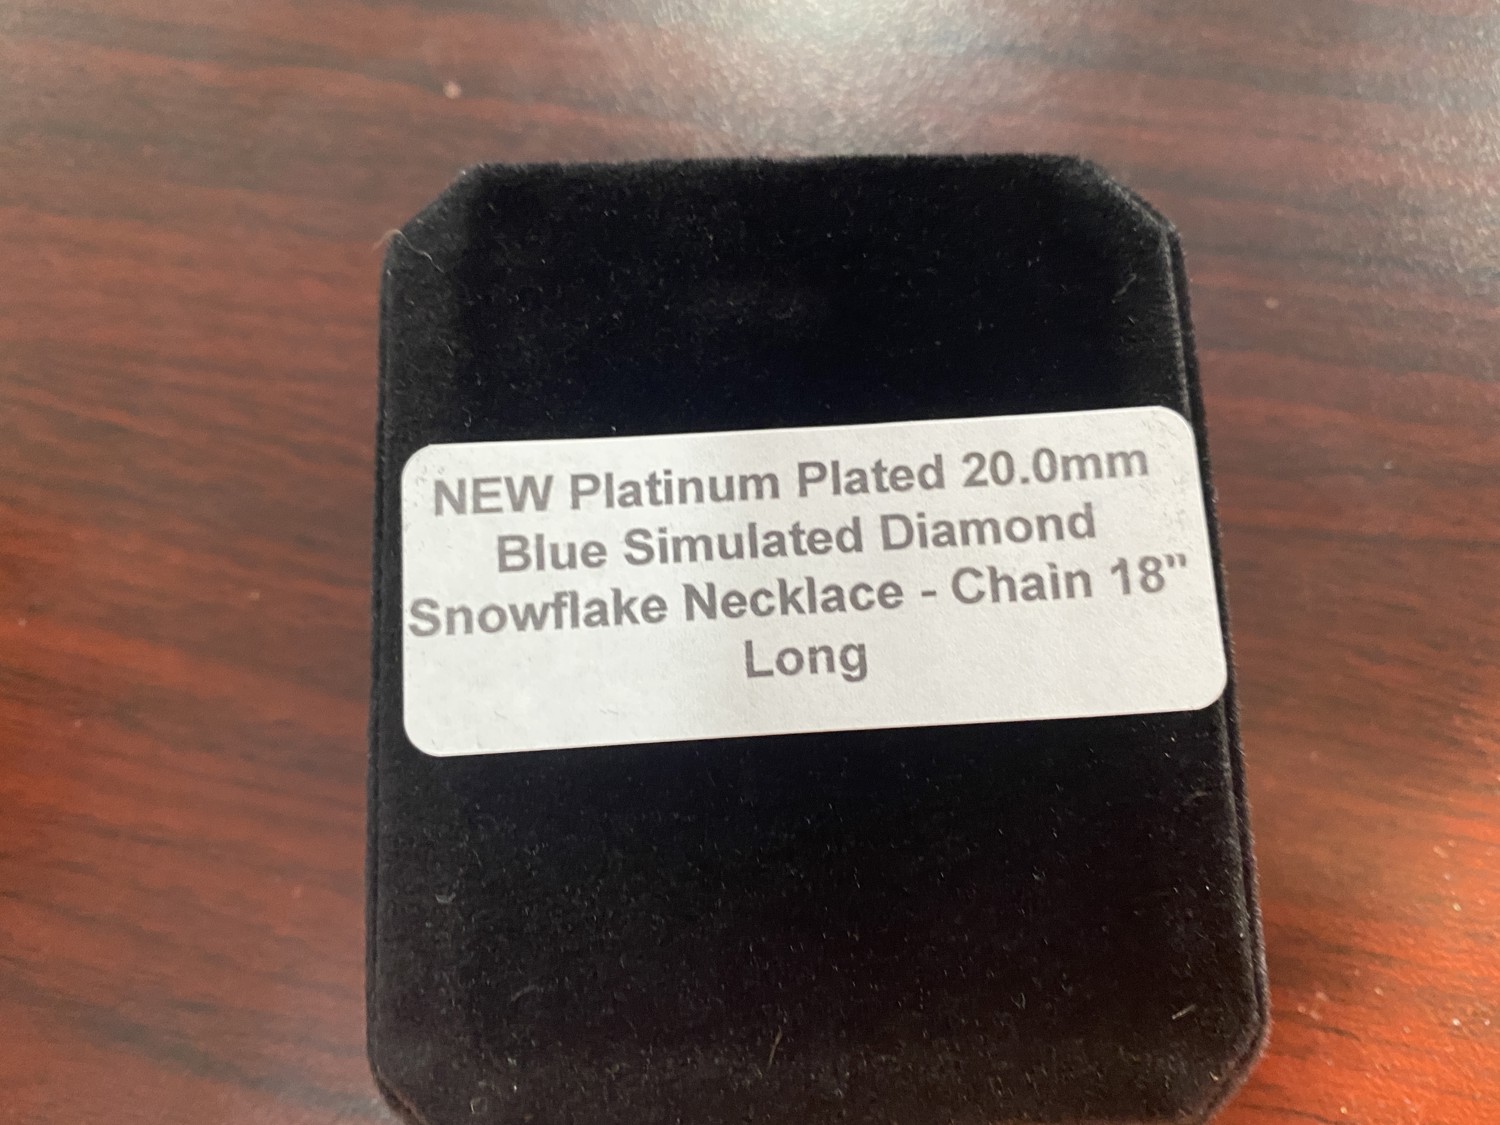 NEW Platinum Plated 20.0mm
Blue Simulated Diamond
Snowflake Necklace - Chain 18"
Long